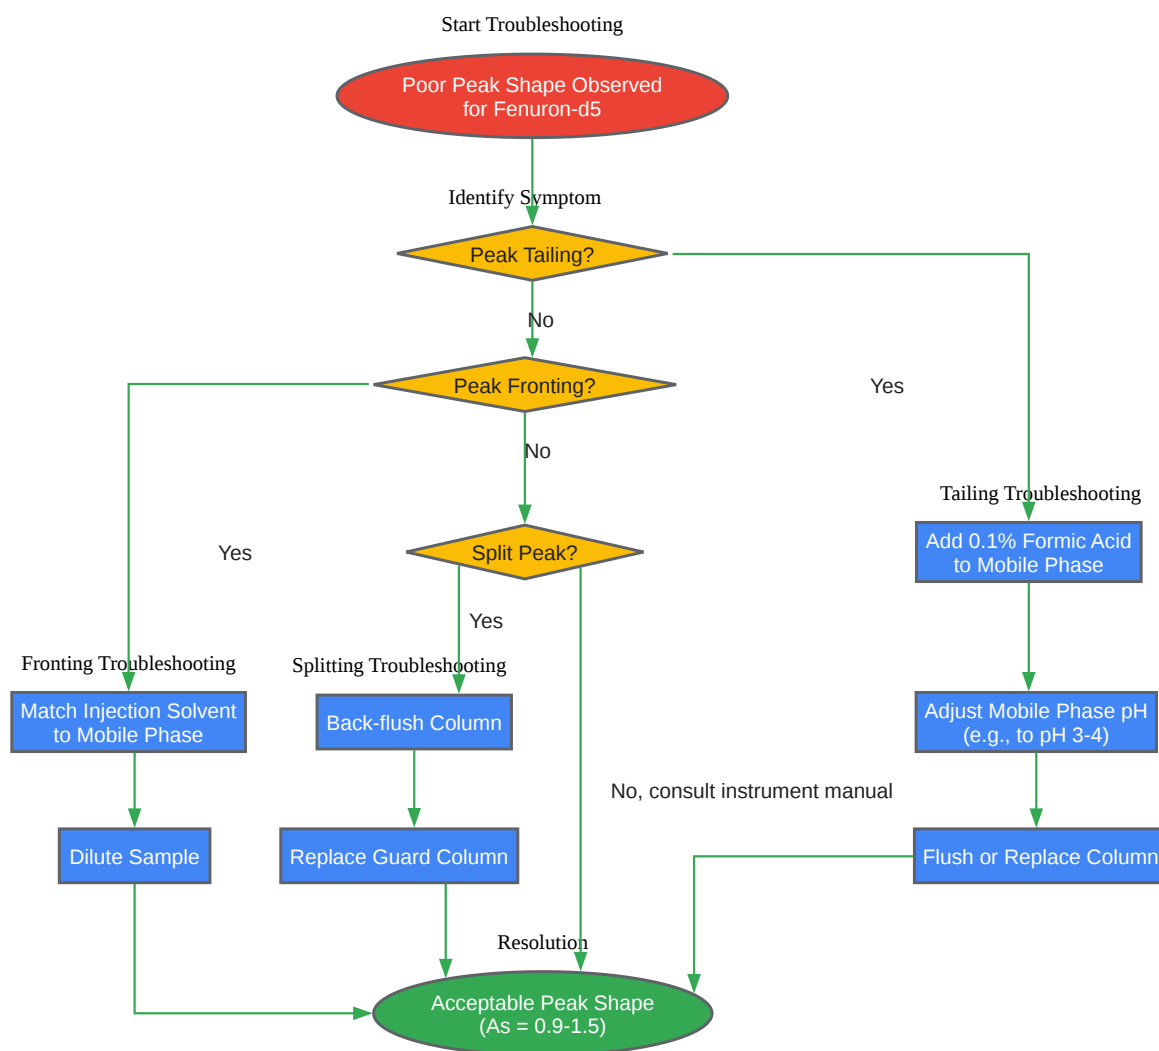 Start Troubleshooting
Poor Peak Shape Observed
for Fenuron-d5
Identify Symptom
Peak Tailing?
No
Peak Fronting?
Yes
No
Tailing Troubleshooting
Add 0.1% Formic Acid
to Mobile Phase
Split Peak?
Yes
Yes
Fronting Troubleshooting
Splitting Troubleshooting
Match Injection Solvent
to Mobile Phase
Back-flush Column
Adjust Mobile Phase pH
(e.g., to pH 3-4)
No, consult instrument manual
Dilute Sample
Replace Guard Column
Flush or Replace Column
Resolution
Acceptable Peak Shape
(As = 0.9-1.5)